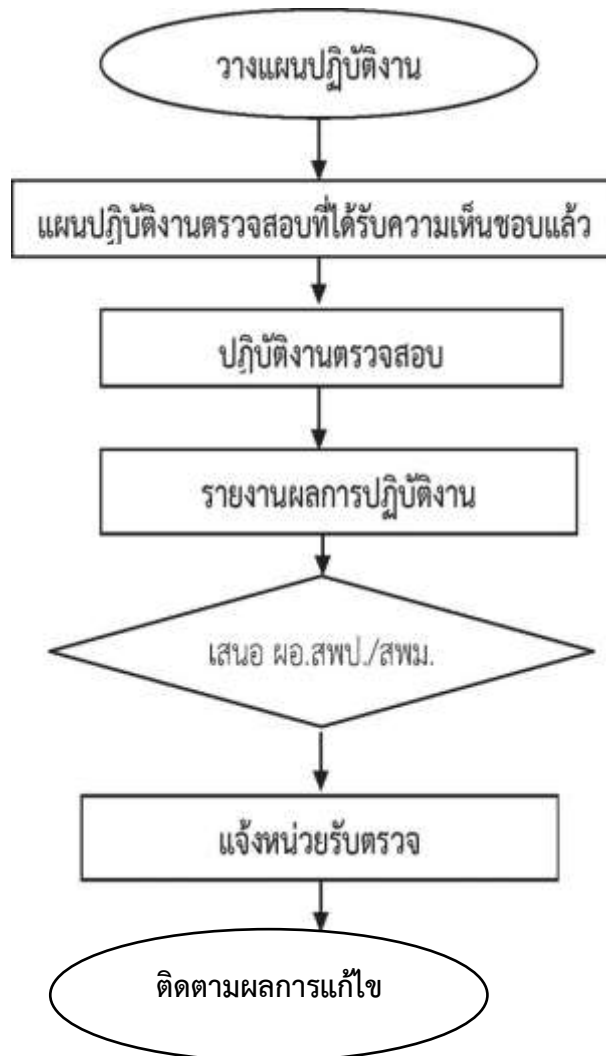 วางแผนปฏิบัติงาน
แผนปฏิบัติงานตรวจสอบที่ได้รับความเห็นชอบแล้ว
ปฏิบัติงานตรวจสอบ
รายงานผลการปฏิบัติงาน
เสนอ ผอ.สพป./สพม.
แจ้งหน่วยรับตรวจ
ติดตามผลการแก้ไข